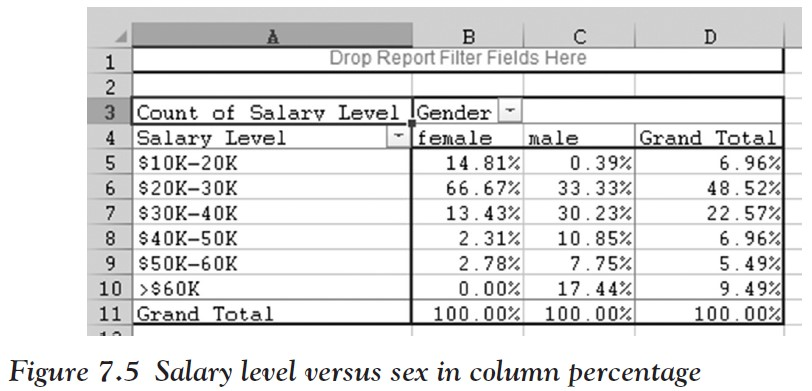 A B C D
1 Drop Report Filter Fields Here
2
3 Count of Salary Level Gender
4 Salary Level female male Grand Total
5 $10K–20K 14.81% 0.39% 6.96%
6 $20K–30K 66.67% 33.33% 48.52%
7 $30K–40K 13.43% 30.23% 22.57%
8 $40K–50K 2.31% 10.85% 6.96%
9 $50K–60K 2.78% 7.75% 5.49%
10 >$60K 0.00% 17.44% 9.49%
11 Grand Total 100.00% 100.00% 100.00%
Figure 7.5 Salary level versus sex in column percentage